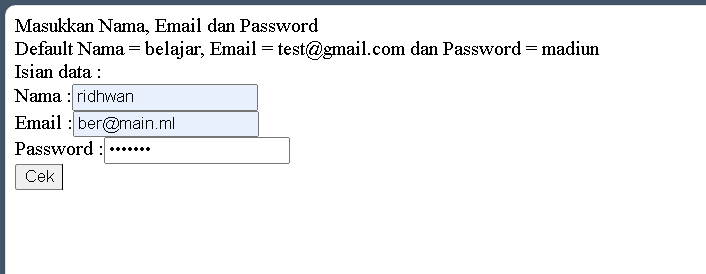 Masukkan Nama, Email dan Password
Default Nama = belajar, Email = test@gmail.com dan Password = madiun
Isian data :
Nama : ridhwan
Email : ber@main.ml
Password : •••••••
Cek